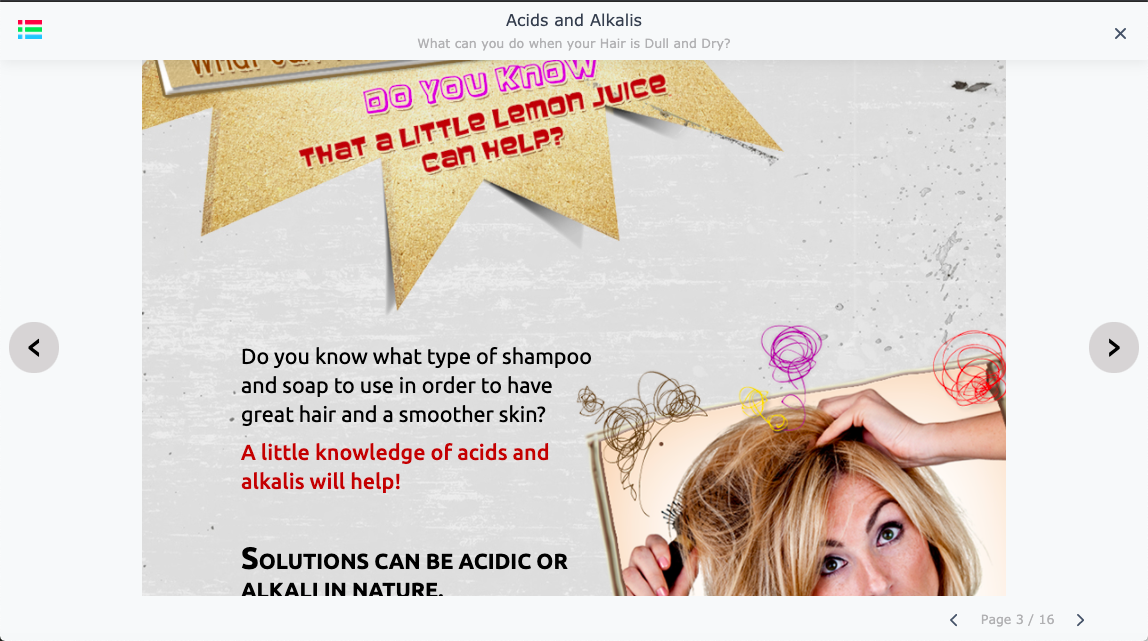 Acids and Alkalis
What can you do when your Hair is Dull and Dry?
DO YOU KNOW
THAT A LITTLE LEMON JUICE
CAN HELP?
Do you know what type of shampoo
and soap to use in order to have
great hair and a smoother skin?
A little knowledge of acids and
alkalis will help!
SOLUTIONS CAN BE ACIDIC OR
ALKALI IN NATURE.
Page 3 / 16